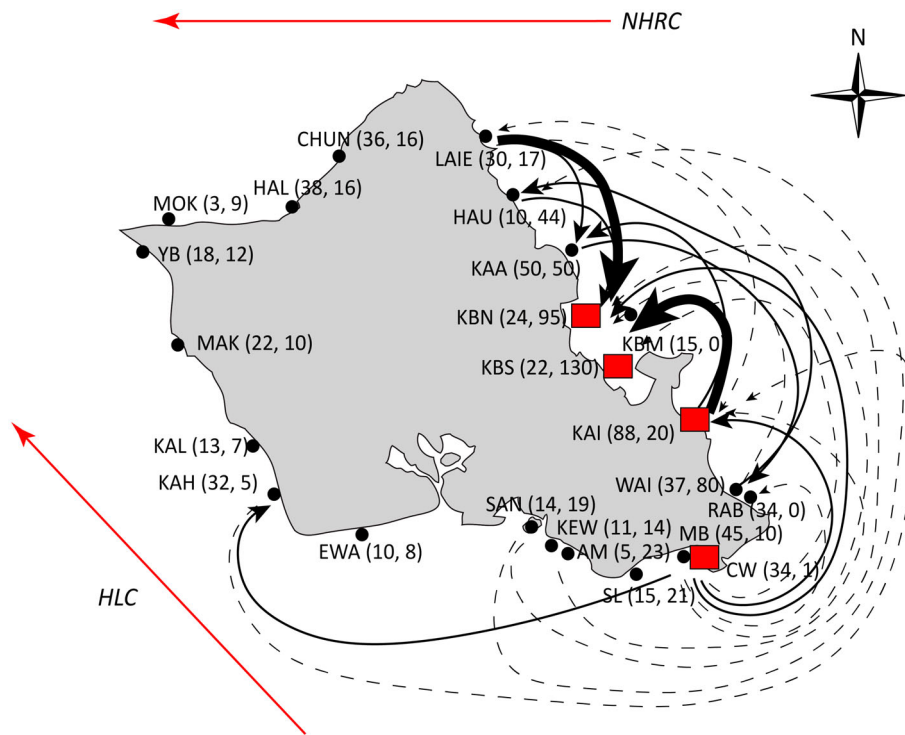 NHRC
N
CHUN (36, 16)
LAIE (30, 17)
HAL (38, 16)
MOK (3, 9)
HAU (10, 44)
YB (18, 12)
KAA (50, 50)
KBN (24, 95)
MAK (22, 10)
KBM (15, 0)
KBS (22, 130)
KAI (88, 20)
KAL (13, 7)
KAH (32, 5)
WAI (37, 80)
RAB (34, 0)
SAN (14, 19)
KEW (11, 14)
MB (45, 10)
EWA (10, 8)
AM (5, 23)
CW (34, 1)
HLC
SL (15, 21)